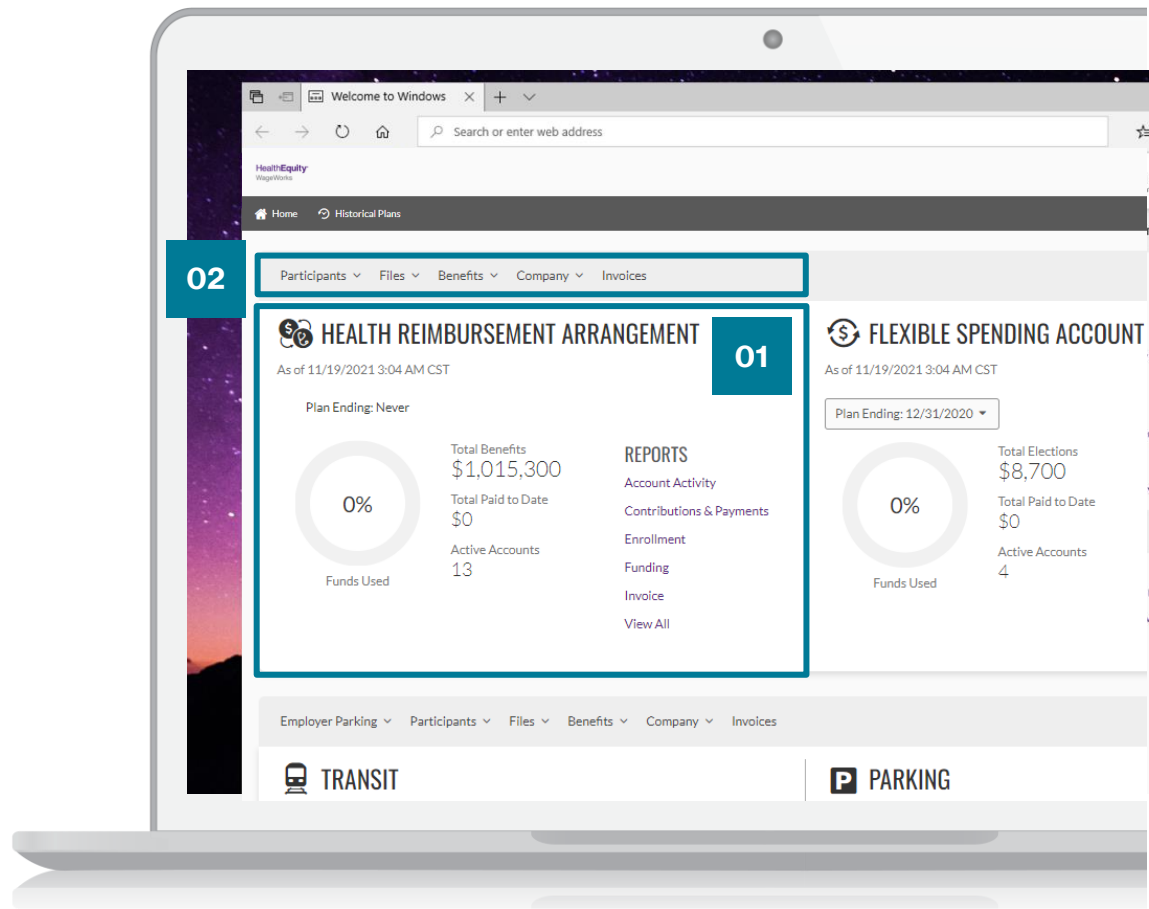 Welcome to Windows
Search or enter web address
HealthEquity
WageWorks
Home Historical Plans
02
Participants Files Benefits Company Invoices
HEALTH REIMBURSEMENT ARRANGEMENT
01
As of 11/19/2021 3:04 AM CST
Plan Ending: Never
0%
Funds Used
Total Benefits
$1,015,300
Total Paid to Date
$0
Active Accounts
13
REPORTS
Account Activity
Contributions & Payments
Enrollment
Funding
Invoice
View All
FLEXIBLE SPENDING ACCOUNT
As of 11/19/2021 3:04 AM CST
Plan Ending: 12/31/2020
0%
Funds Used
Total Elections
$8,700
Total Paid to Date
$0
Active Accounts
4
Employer Parking Participants Files Benefits Company Invoices
TRANSIT
P PARKING